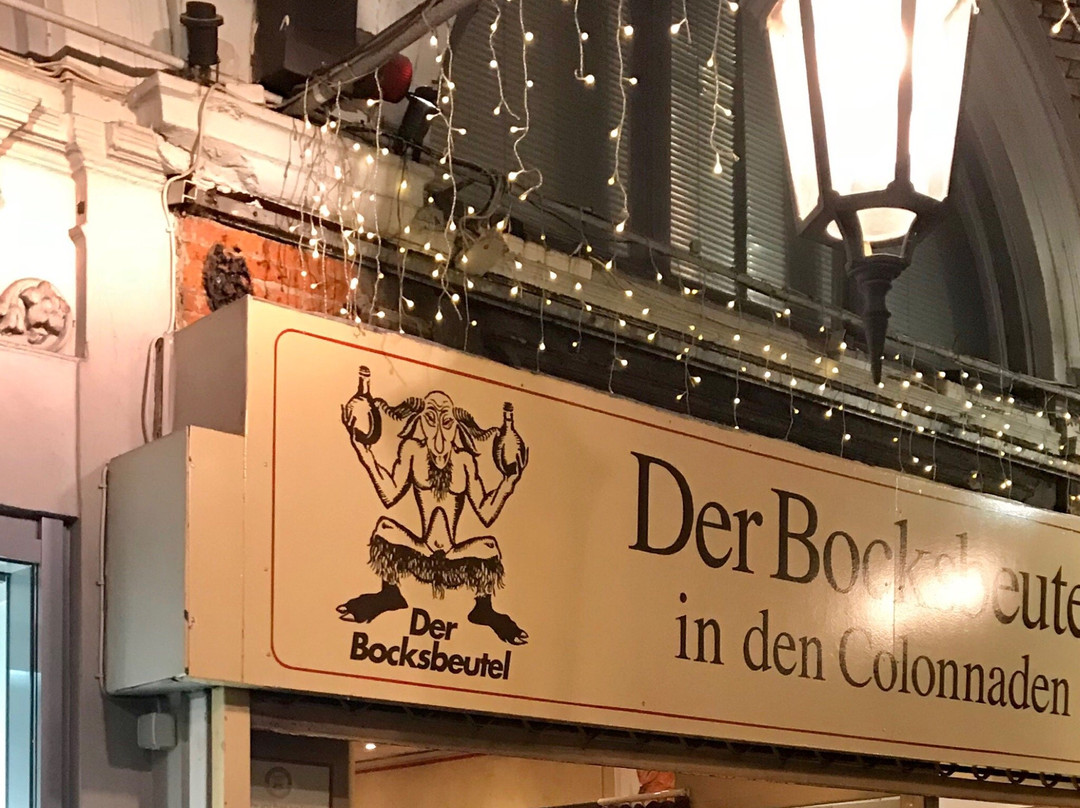 Der
Bocksbeutel
Der Bocksbeute
in den Colonnaden